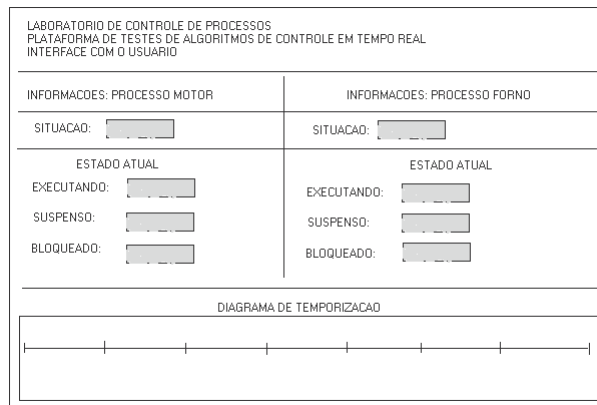 LABORATORIO DE CONTROLE DE PROCESSOS
PLATAFORMA DE TESTES DE ALGORITMOS DE CONTROLE EM TEMPO REAL
INTERFACE COM O USUARIO
INFORMACOES: PROCESSO MOTOR
SITUACAO:
ESTADO ATUAL
EXECUTANDO:
SUSPENSO:
BLOQUEADO:
INFORMACOES: PROCESSO FORNO
SITUACAO:
ESTADO ATUAL
EXECUTANDO:
SUSPENSO:
BLOQUEADO:
DIAGRAMA DE TEMPORIZACAO